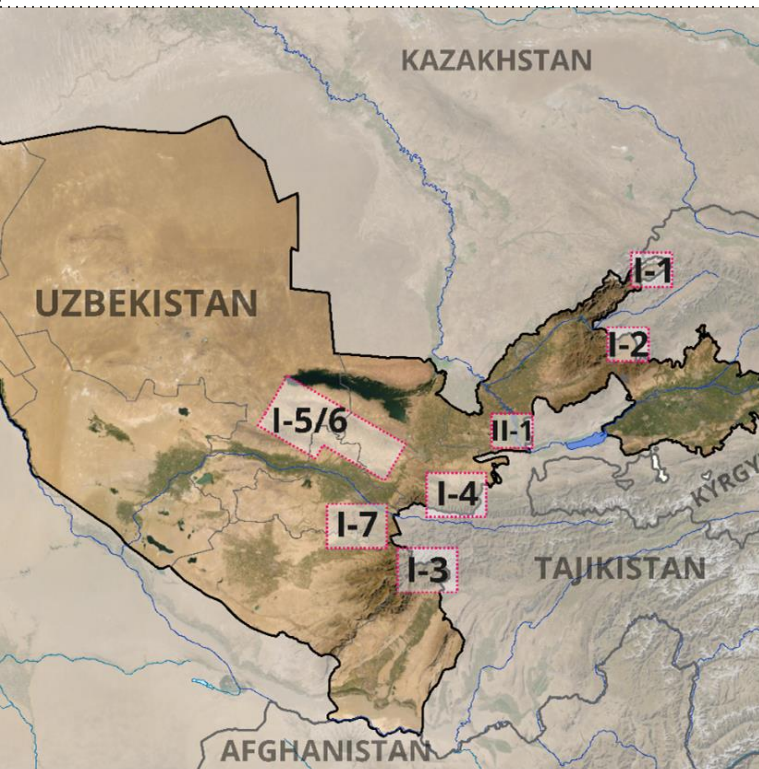 KAZAKHSTAN
I-1
UZBEKISTAN
I-2
I-5/6
II-1
I-4
KYRGY
I-7
I-3
TAJIKISTAN
AFGHANISTAN